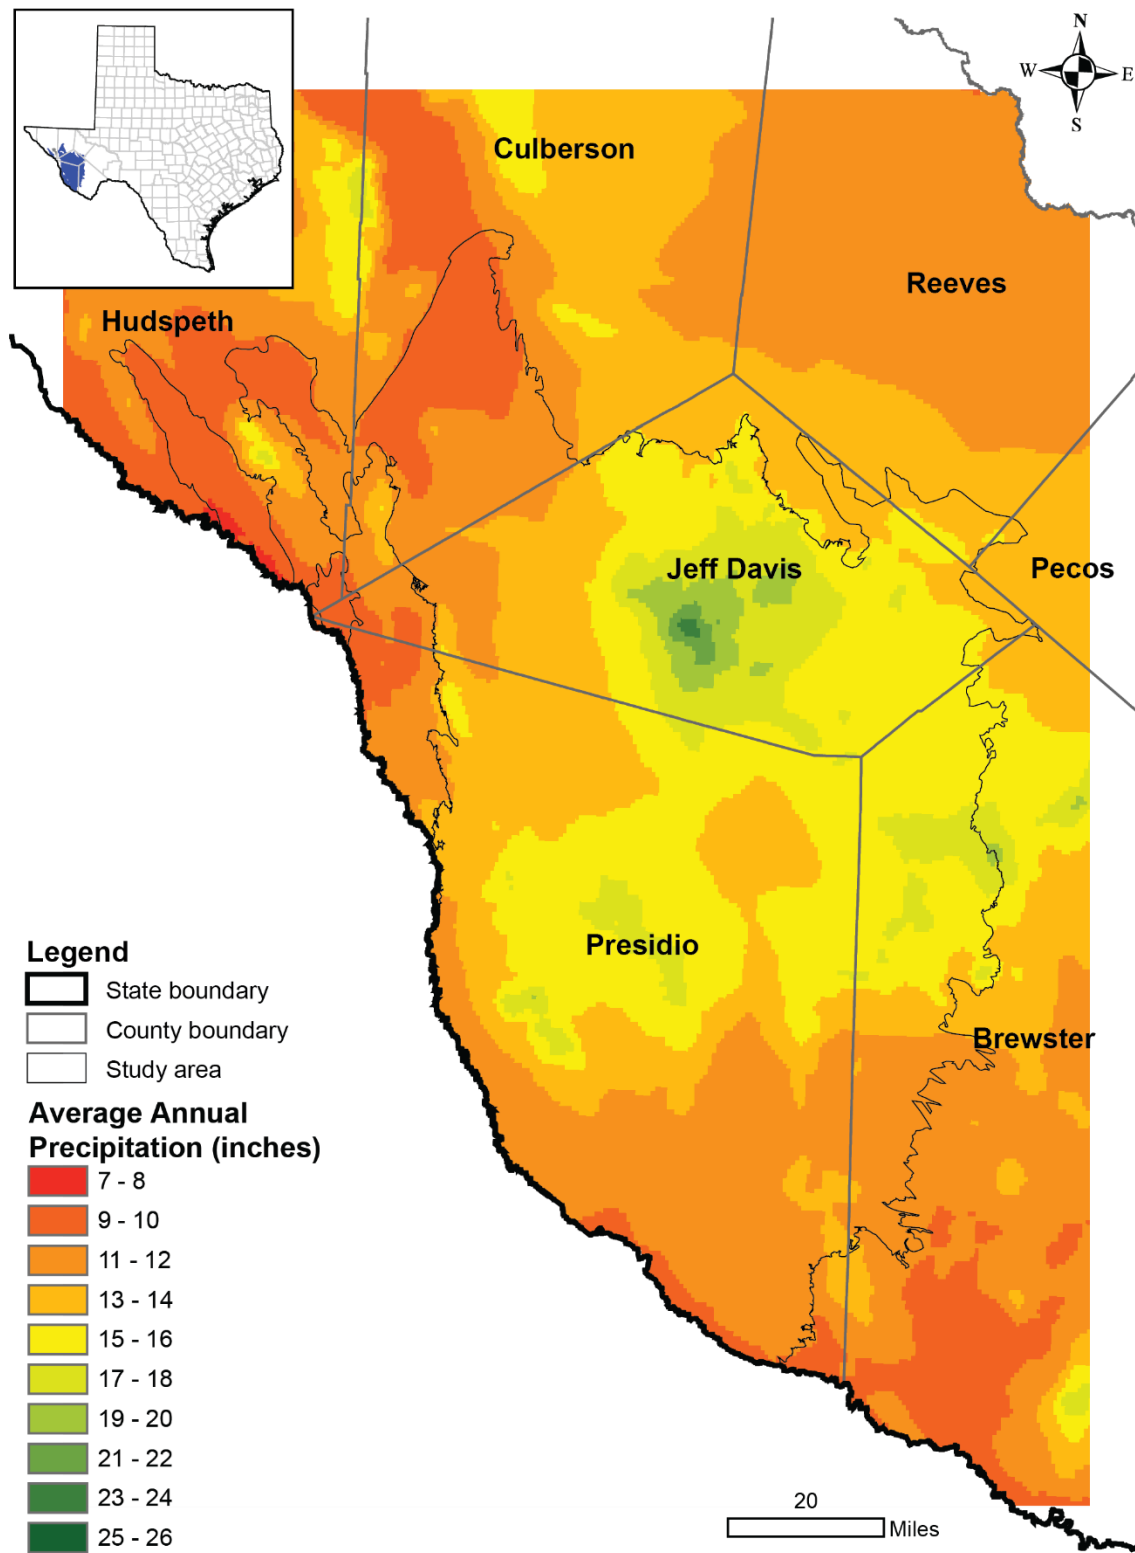 N
W E
S
Culberson
Reeves
Hudspeth
Jeff Davis
Pecos
Presidio
Brewster
Legend
State boundary
County boundary
Study area
Average Annual
Precipitation (inches)
7 - 8
9 - 10
11 - 12
13 - 14
15 - 16
17 - 18
19 - 20
21 - 22
23 - 24
25 - 26
20
Miles